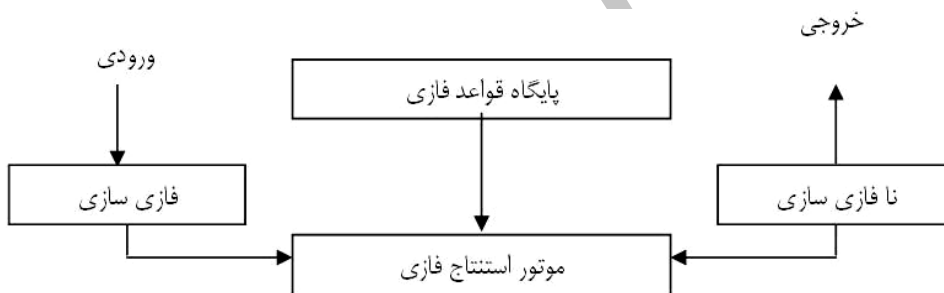 خروجی
ورودی
پایگاه قواعد فازی
فازی سازی
نا فازی سازی
موتور استنتاج فازی